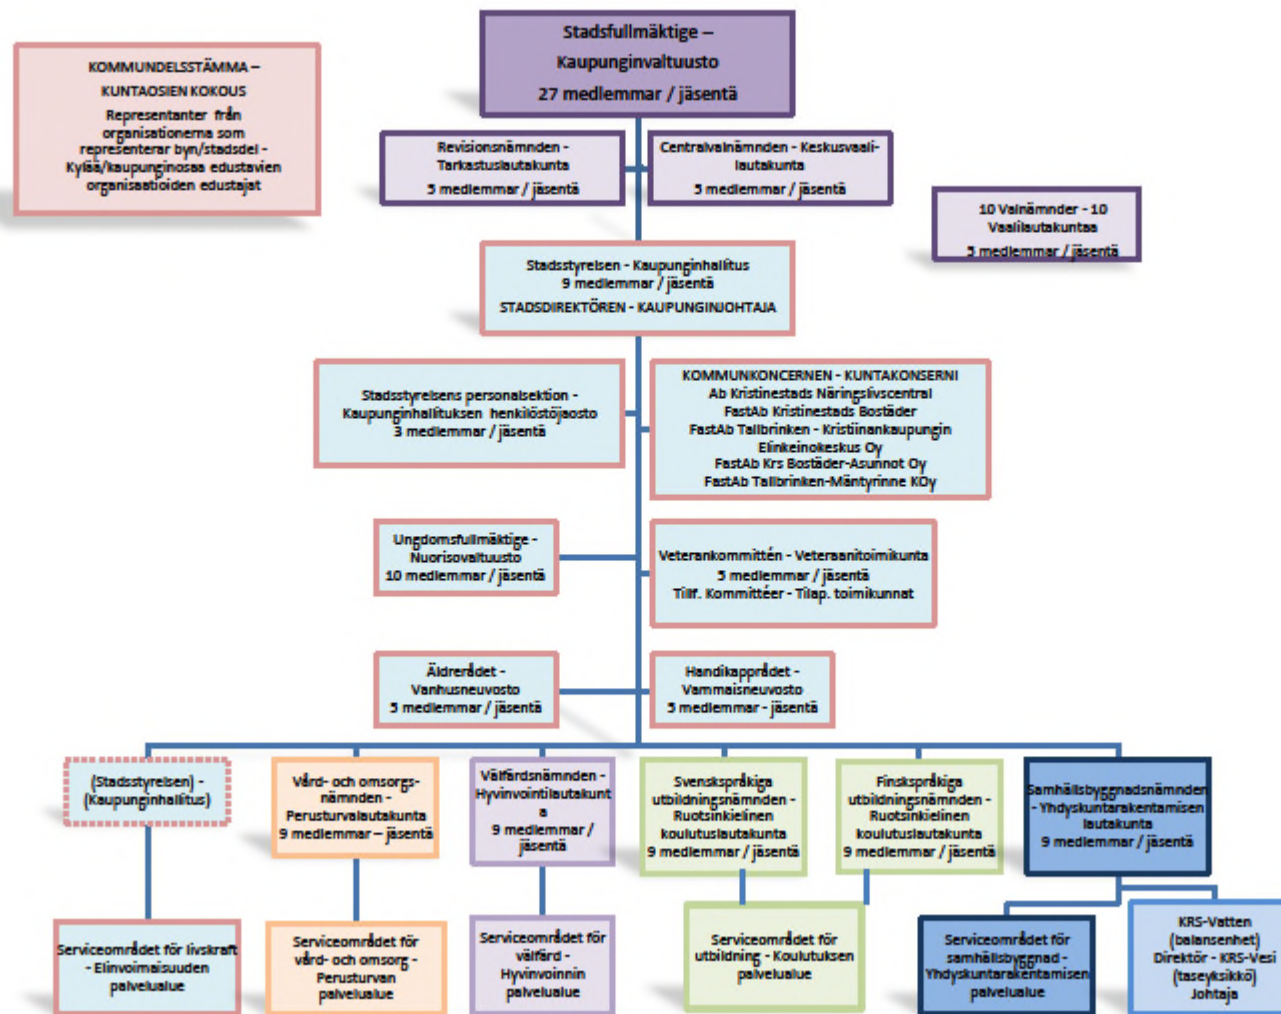 Stadsfullmäktige –
Kaupunginvaltuusto
27 medlemmar / jäsentä
KOMMUNDELSSTÄMMA –
KUNTAOSIEN KOKOUS
Representanter från
organisationerna som
representerar byn/stadsdel -
Kylää/kaupunginosaa edustavien
organisaatioiden edustajat
Revisionsnämnden -
Tarkastuslautakunta
5 medlemmar / jäsentä
Centralvalnämnden - Keskusvaali-
lautakunta
5 medlemmar / jäsentä
10 Valnämnder - 10
Vaalilautakuntaa
5 medlemmar / jäsentä
Stadsstyrelsen - Kaupunginhallitus
9 medlemmar / jäsentä
STADSDIREKTÖREN - KAUPUNGINJOHTAJA
Stadsstyrelsens personalsektion -
Kaupunginhallituksen henkilöstöjaosto
3 medlemmar / jäsentä
KOMMUNKONCERNEN - KUNTAKONSERNI
Ab Kristinestads Näringslivscentral
FastAb Kristinestads Bostäder
FastAb Tallbrinken - Kristiinankaupungin
Elinkeinokeskus Oy
FastAb Krs Bostäder-Asunnot Oy
FastAb Tallbrinken-Mäntyrinne KOy
Ungdomsfullmäktige -
Nuorisovaltuusto
10 medlemmar / jäsentä
Veterankommittén - Veteraanitoimikunta
5 medlemmar / jäsentä
Tillf. Kommittéer - Tilap. toimikunnat
Äldrerådet -
Vanhusneuvosto
5 medlemmar / jäsentä
Handikapprådet -
Vammaisneuvosto
5 medlemmar - jäsentä
(Stadsstyrelsen) -
(Kaupunginhallitus)
Vård- och omsorgs-
nämnden -
Perusturvalautakunta
9 medlemmar – jäsentä
Välfärdsnämnden -
Hyvinvointilautakunt
a
9 medlemmar /
jäsentä
Svenskspråkiga
utbildningsnämnden -
Ruotsinkielinen
koulutuslautakunta
9 medlemmar / jäsentä
Finskspråkiga
utbildningsnämnden -
Ruotsinkielinen
koulutuslautakunta
9 medlemmar / jäsentä
Samhällsbyggnadsnämnden
- Yhdyskuntarakentamisen
lautakunta
9 medlemmar / jäsentä
Serviceområdet för livskraft
- Elinvoimaisuuden
palvelualue
Serviceområdet för
vård- och omsorg -
Perusturvan
palvelualue
Serviceområdet för
välfärd -
Hyvinvoinnin
palvelualue
Serviceområdet för
utbildning - Koulutuksen
palvelualue
Serviceområdet för
samhällsbyggnad -
Yhdyskuntarakentamisen
palvelualue
KRS-Vatten
(balansenhet)
Direktör - KRS-Vesi
(taseyksikkö)
Johtaja